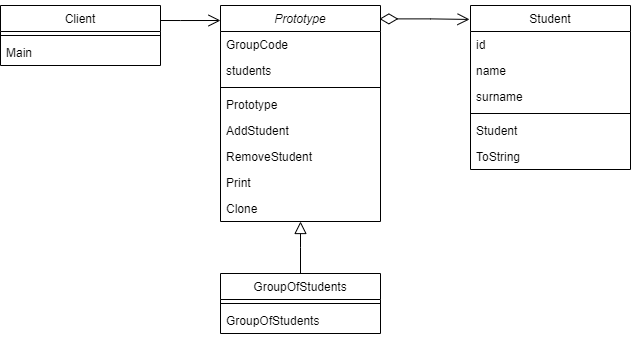 Client
Main
Prototype
GroupCode
students
Prototype
AddStudent
RemoveStudent
Print
Clone
Student
id
name
surname
Student
ToString
GroupOfStudents
GroupOfStudents